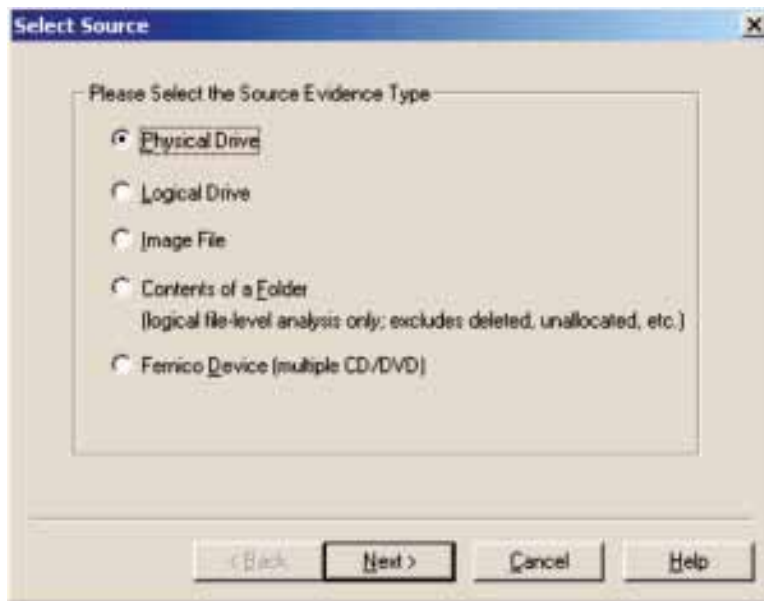 Select Source
Please Select the Source Evidence Type
Physical Drive
Logical Drive
Image File
Contents of a Folder
(logical file-level analysis only; excludes deleted, unallocated, etc.)
Fernico Device (multiple CD/DVD)
< Back
Next >
Cancel
Help